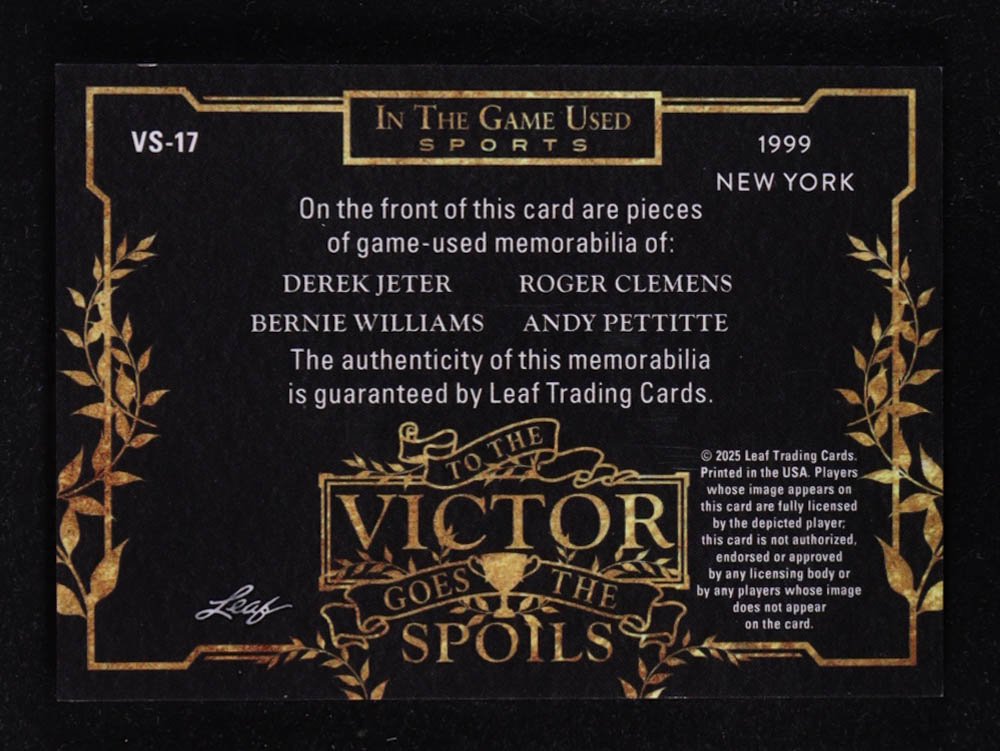 VS-17
IN THE GAME USED
SPORTS
1999
NEW YORK
On the front of this card are pieces
of game-used memorabilia of:
DEREK JETER ROGER CLEMENS
BERNIE WILLIAMS ANDY PETTITTE
The authenticity of this memorabilia
is guaranteed by Leaf Trading Cards.
TO THE
VICTOR
GOES THE
SPOILS
Leaf
© 2025 Leaf Trading Cards.
Printed in the USA. Players
whose image appears on
this card are fully licensed
by the depicted player;
this card is not authorized,
endorsed or approved
by any licensing body or
by any players whose image
does not appear
on the card.